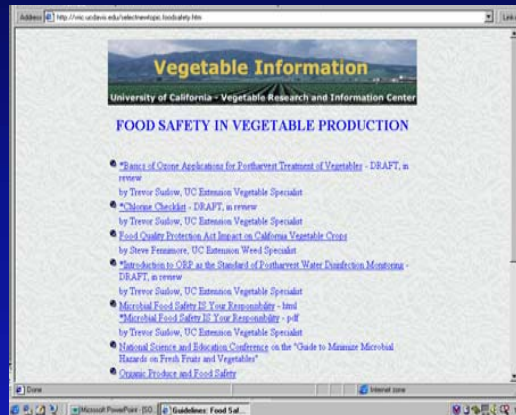 Address http://vric.ucdavis.edu/selectnewtopic.foodsafety.htm
Vegetable Information
University of California - Vegetable Research and Information Center
FOOD SAFETY IN VEGETABLE PRODUCTION
*Basics of Ozone Applications for Postharvest Treatment of Vegetables - DRAFT, in
review
by Trevor Suslow, UC Extension Vegetable Specialist
*Chlorine Checklist - DRAFT, in review
by Trevor Suslow, UC Extension Vegetable Specialist
Food Quality Protection Act Impact on California Vegetable Crops
by Steve Fennimore, UC Extension Weed Specialist
*Introduction to ORP as the Standard of Postharvest Water Disinfection Monitoring -
DRAFT, in review
by Trevor Suslow, UC Extension Vegetable Specialist
Microbial Food Safety IS Your Responsibility - html
*Microbial Food Safety IS Your Responsibility - pdf
by Trevor Suslow, UC Extension Vegetable Specialist
National Science and Education Conference on the "Guide to Minimize Microbial
Hazards on Fresh Fruits and Vegetables"
Organic Produce and Food Safety
Done
Internet zone
Microsoft PowerPoint - [SO...
Guidelines: Food Saf...